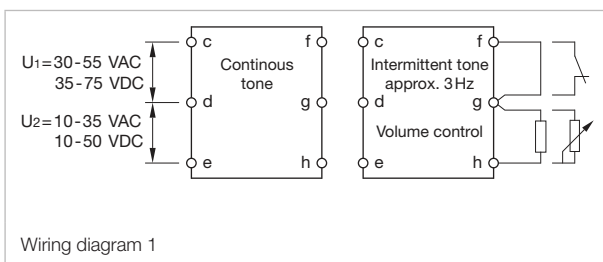 U1=30-55 VAC
35-75 VDC
U2=10-35 VAC
10-50 VDC
c
d
e
Continous
tone
f
g
h
c
d
e
Intermittent tone
approx. 3 Hz
Volume control
f
g
h
Wiring diagram 1